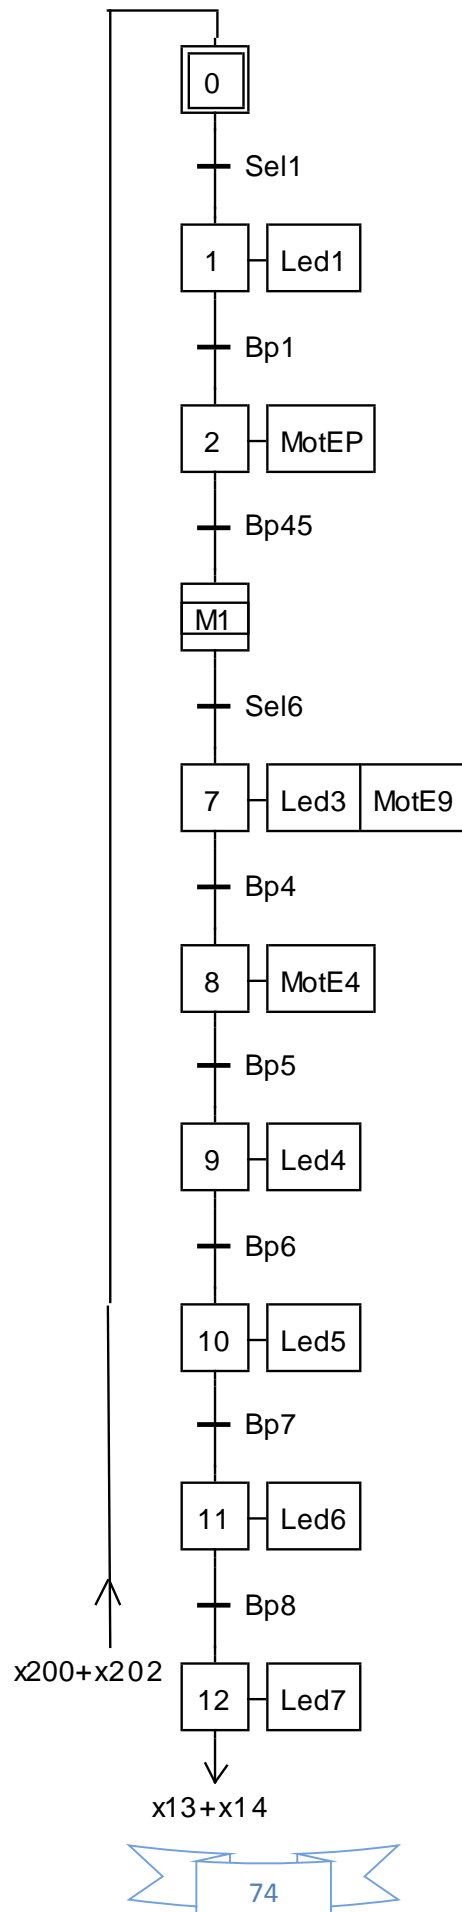 0
Sel1
1 Led1
Bp1
2 MotEP
Bp45
M1
Sel6
7 Led3 MotE9
Bp4
8 MotE4
Bp5
9 Led4
Bp6
10 Led5
Bp7
11 Led6
Bp8
x200+x202
12 Led7
x13+x14
74